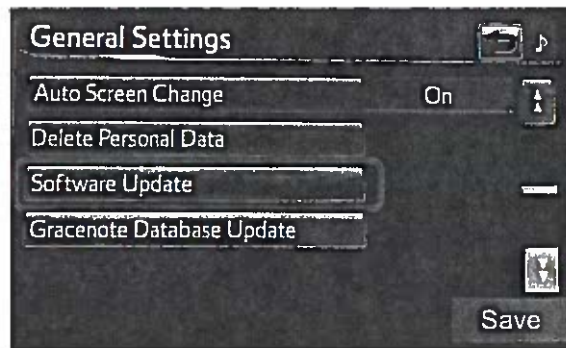 General Settings
Auto Screen Change On
Delete Personal Data
Software Update
Gracenote Database Update
Save